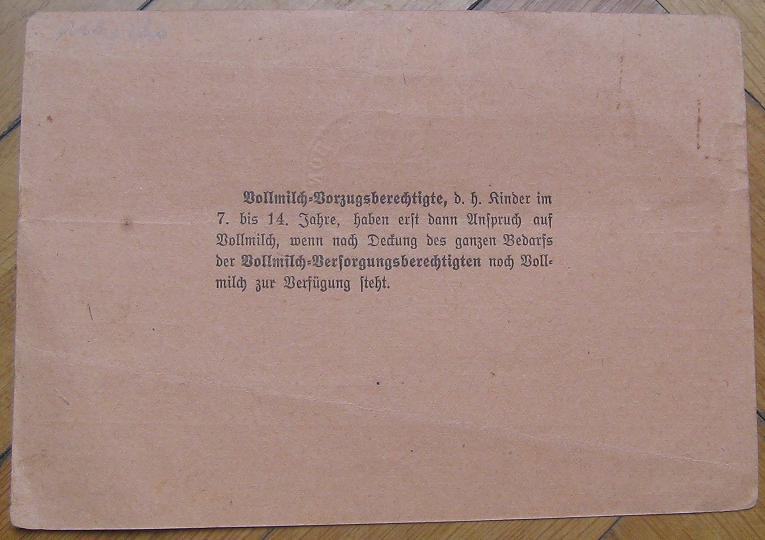 Vollmilch-Vorzugsberechtigte, d. h. Kinder im
7. bis 14. Jahre, haben erst dann Anspruch auf
Vollmilch, wenn nach Deckung des ganzen Bedarfs
der Vollmilch-Versorgungsberechtigten noch Voll-
milch zur Verfügung steht.